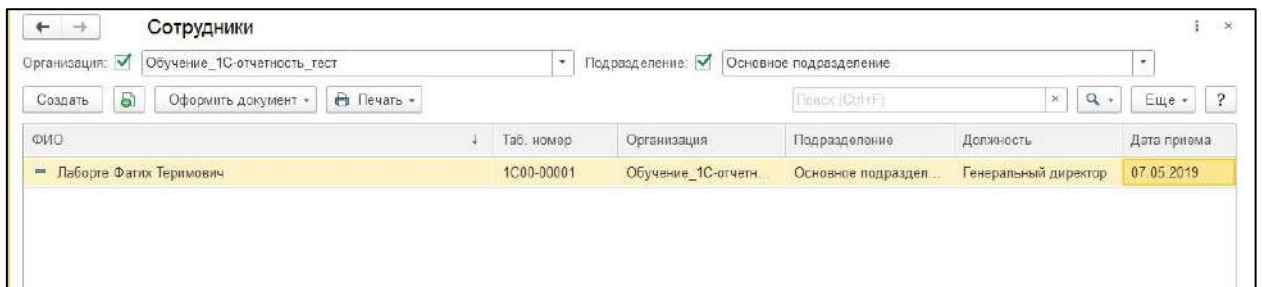 Сотрудники
Организация: Обучение_1С-отчетность_тест Подразделение: Основное подразделение
Создать Оформить документ Печать Поиск (Ctrl+F) × Еще ?
ФИО ↓ Таб. номер Организация Подразделение Должность Дата приема
Лаборте Фагих Теримович 1С00-00001 Обучение_1С-отчетн... Основное подраздел... Генеральный директор 07.05.2019